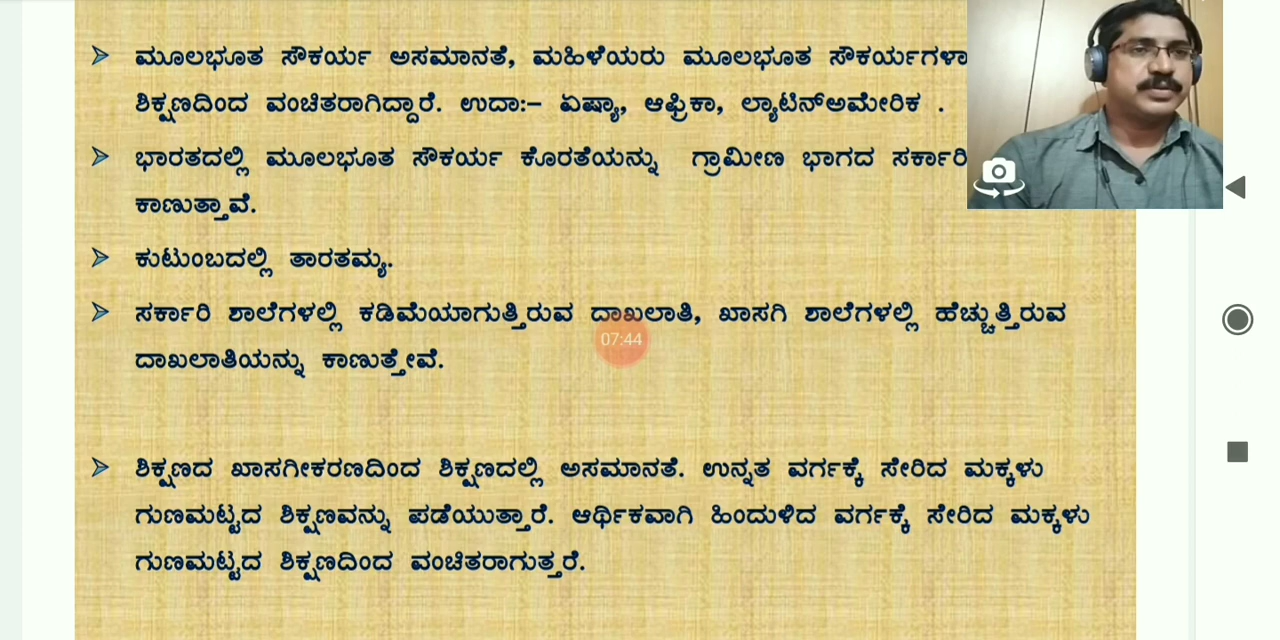 ಮೂಲಭೂತ ಸೌಕರ್ಯ ಅಸಮಾನತೆ, ಮಹಿಳೆಯರು ಮೂಲಭೂತ
ಶಿಕ್ಷಣದಿಂದ ವಂಚಿತರಾಗಿದ್ದಾರೆ. ಉದಾ:– ಏಷ್ಯಾ, ಆಫ್ರಿಕಾ, ಲ್ಯಾಟಿನ್ಅಮೇರಿಕ .
ಭಾರತದಲ್ಲಿ ಮೂಲಭೂತ ಸೌಕರ್ಯ ಕೊರತೆಯನ್ನು ಗ್ರಾಮೀಣ ಭಾಗದ
ಕಾಣುತ್ತಾವೆ.
ಕುಟುಂಬದಲ್ಲಿ ತಾರತಮ್ಯ.
ಸರ್ಕಾರಿ ಶಾಲೆಗಳಲ್ಲಿ ಕಡಿಮೆಯಾಗುತ್ತಿರುವ ದಾಖಲಾತಿ, ಖಾಸಗಿ ಶಾಲೆಗಳಲ್ಲಿ ಹೆಚ್ಚುತ್ತಿರುವ
07:44
ದಾಖಲಾತಿಯನ್ನು ಕಾಣುತ್ತೇವೆ.
ಶಿಕ್ಷಣದ ಖಾಸಗೀಕರಣದಿಂದ ಶಿಕ್ಷಣದಲ್ಲಿ ಅಸಮಾನತೆ. ಉನ್ನತ ವರ್ಗಕ್ಕೆ ಸೇರಿದ ಮಕ್ಕಳು
ಗುಣಮಟ್ಟದ ಶಿಕ್ಷಣವನ್ನು ಪಡೆಯುತ್ತಾರೆ. ಆರ್ಥಿಕವಾಗಿ ಹಿಂದುಳಿದ ವರ್ಗಕ್ಕೆ ಸೇರಿದ ಮಕ್ಕಳು
ಗುಣಮಟ್ಟದ ಶಿಕ್ಷಣದಿಂದ ವಂಚಿತರಾಗುತ್ತರೆ.